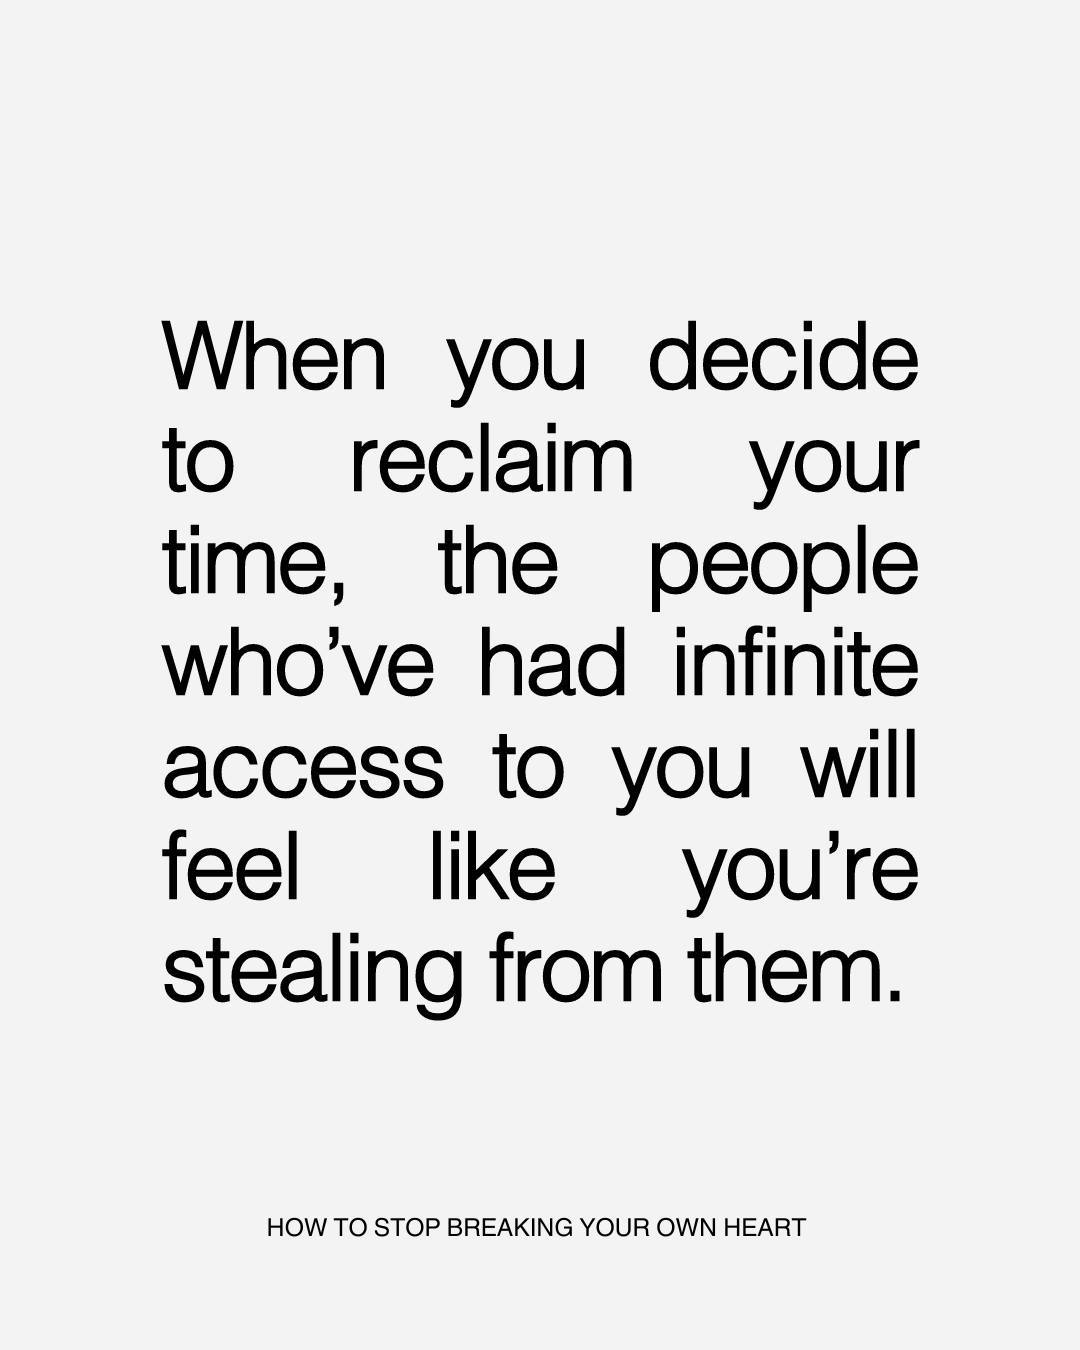 When you decide
to reclaim your
time, the people
who’ve had infinite
access to you will
feel like you’re
stealing from them.
HOW TO STOP BREAKING YOUR OWN HEART